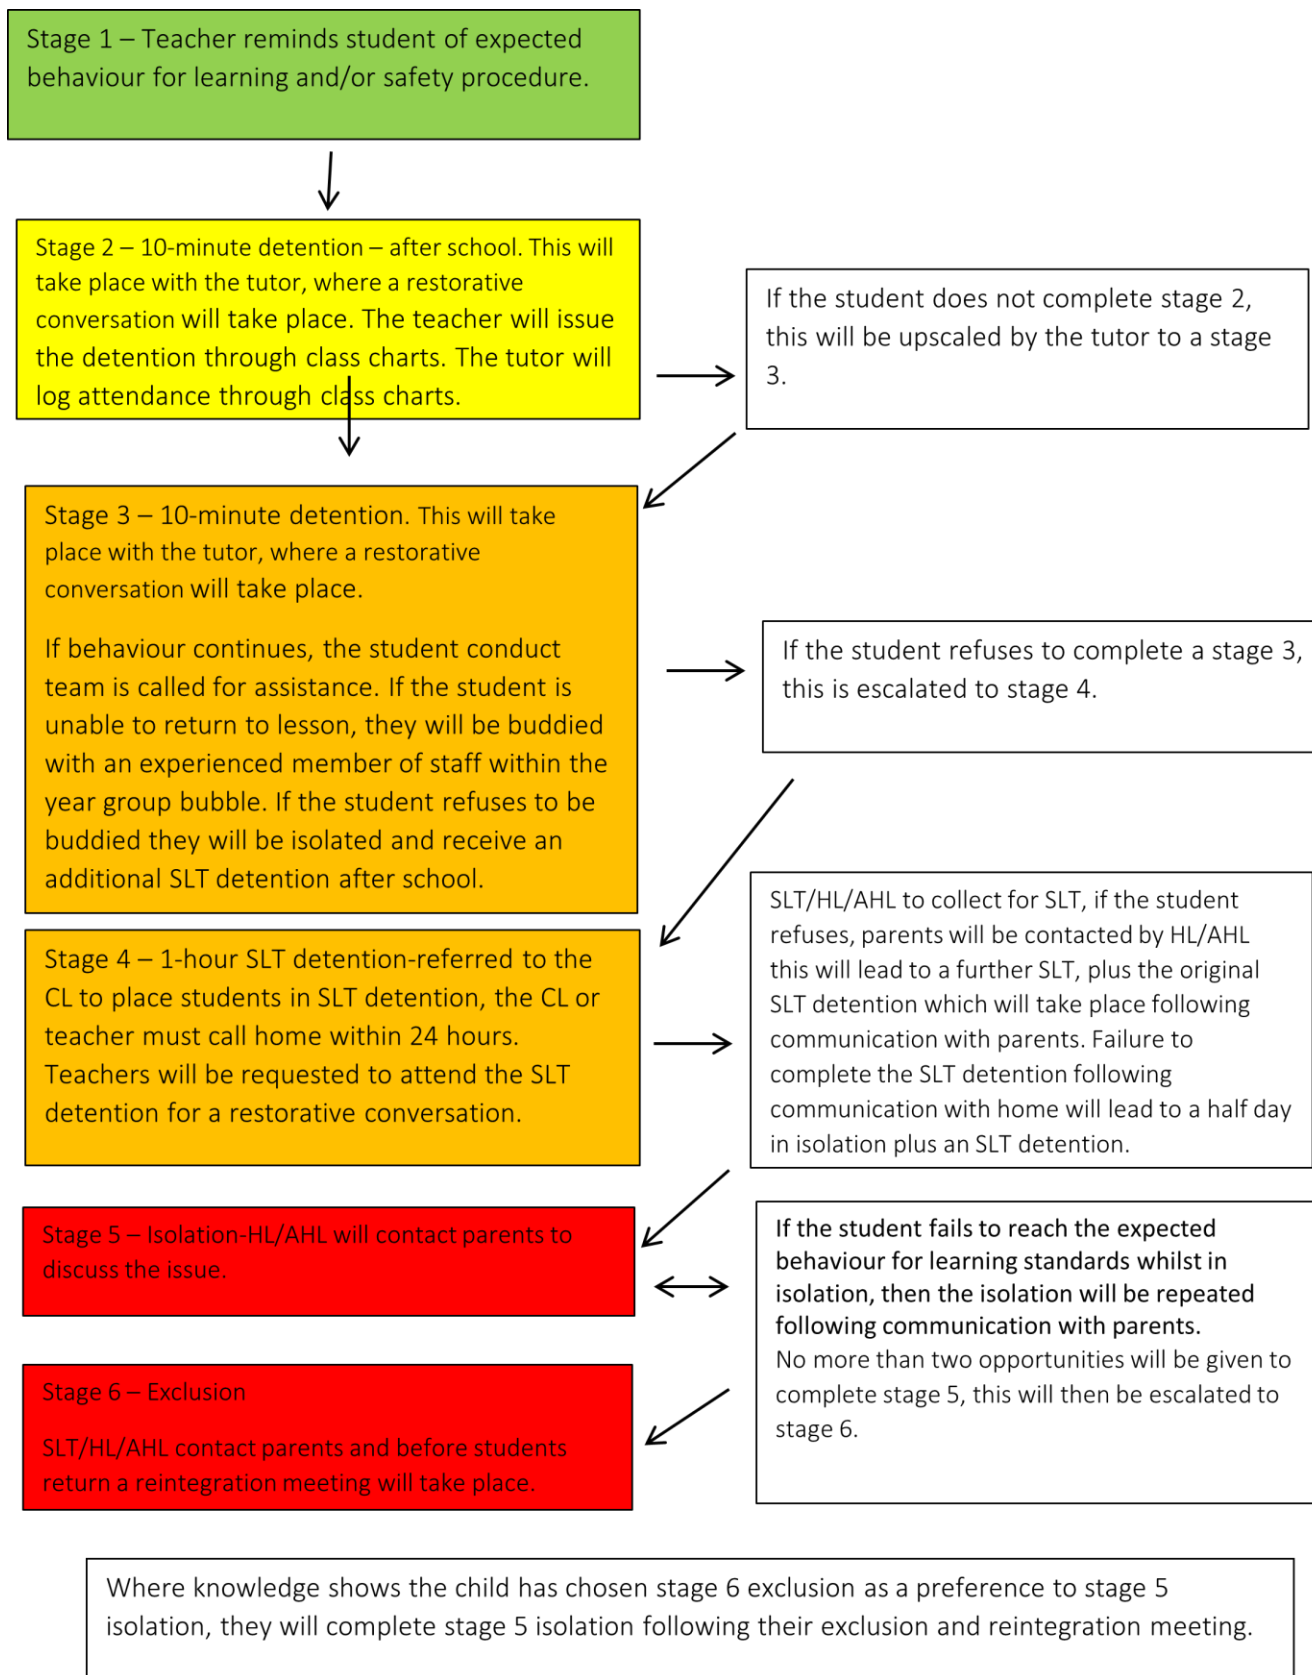 Stage 1 – Teacher reminds student of expected
behaviour for learning and/or safety procedure.
Stage 2 – 10-minute detention – after school. This will
take place with the tutor, where a restorative
conversation will take place. The teacher will issue
the detention through class charts. The tutor will
log attendance through class charts.
If the student does not complete stage 2,
this will be upscaled by the tutor to a stage
3.
Stage 3 – 10-minute detention. This will take
place with the tutor, where a restorative
conversation will take place.
If behaviour continues, the student conduct
team is called for assistance. If the student is
unable to return to lesson, they will be buddied
with an experienced member of staff within the
year group bubble. If the student refuses to be
buddied they will be isolated and receive an
additional SLT detention after school.
If the student refuses to complete a stage 3,
this is escalated to stage 4.
Stage 4 – 1-hour SLT detention-referred to the
CL to place students in SLT detention, the CL or
teacher must call home within 24 hours.
Teachers will be requested to attend the SLT
detention for a restorative conversation.
SLT/HL/AHL to collect for SLT, if the student
refuses, parents will be contacted by HL/AHL
this will lead to a further SLT, plus the original
SLT detention which will take place following
communication with parents. Failure to
complete the SLT detention following
communication with home will lead to a half day
in isolation plus an SLT detention.
Stage 5 – Isolation-HL/AHL will contact parents to
discuss the issue.
If the student fails to reach the expected
behaviour for learning standards whilst in
isolation, then the isolation will be repeated
following communication with parents.
No more than two opportunities will be given to
complete stage 5, this will then be escalated to
stage 6.
Stage 6 – Exclusion
SLT/HL/AHL contact parents and before students
return a reintegration meeting will take place.
Where knowledge shows the child has chosen stage 6 exclusion as a preference to stage 5
isolation, they will complete stage 5 isolation following their exclusion and reintegration meeting.